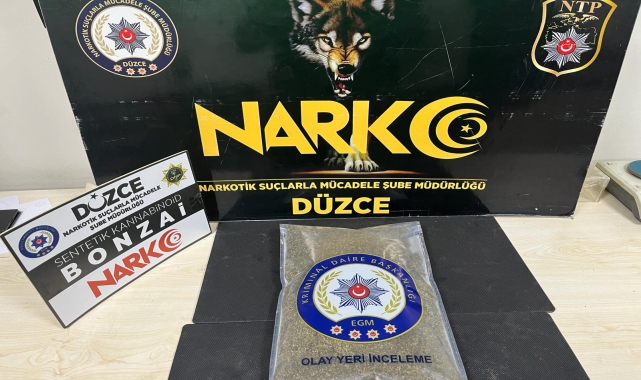 NARKOTİK SUÇLARLA MÜCADELE ŞUBE MÜDÜRLÜĞÜ
DÜZCE
NTP
NARKO
NARKOTİK SUÇLARLA MÜCADELE ŞUBE MÜDÜRLÜĞÜ
DÜZCE
DÜZCE
NARKOTİK SUÇLARLA MÜCADELE
ŞUBE MÜDÜRLÜĞÜ
SENTETİK KANNABİNOİD
BONZAİ
NARKO
KRİMİNAL DAİRE BAŞKANLIĞI
EGM
OLAY YERİ İNCELEME